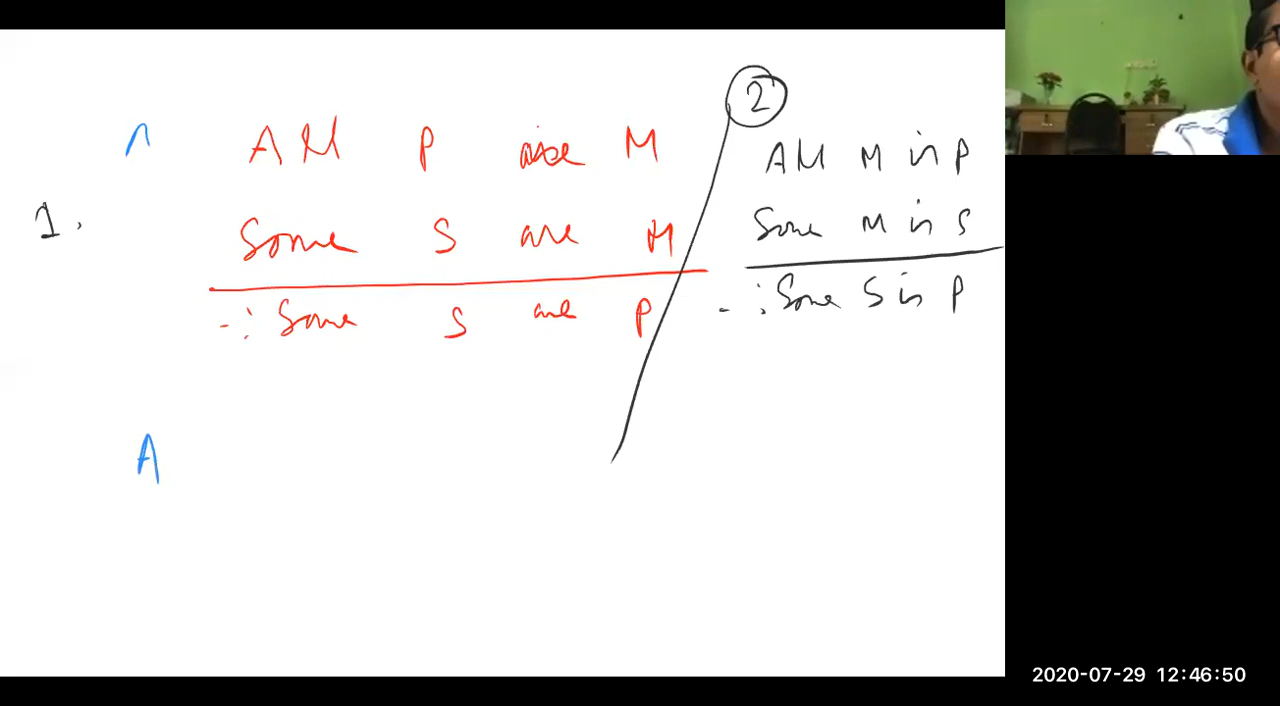 1.
All P are M
Some S are M
∴ Some S are P
A
2
All M is P
Some M is S
∴ Some S is P
2020-07-29 12:46:50